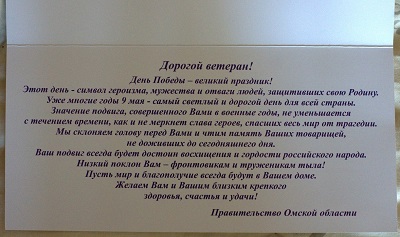 Дорогой ветеран!
День Победы – великий праздник!
Этот день - символ героизма, мужества и отваги людей, защитивших свою Родину.
Уже многие годы 9 мая - самый светлый и дорогой день для всей страны.
Значение подвига, совершенного Вами в военные годы, не уменьшается
с течением времени, как и не меркнет слава героев, спасших весь мир от трагедии.
Мы склоняем голову перед Вами и чтим память Ваших товарищей,
не доживших до сегодняшнего дня.
Ваш подвиг всегда будет достоин восхищения и гордости российского народа.
Низкий поклон Вам – фронтовикам и труженикам тыла!
Пусть мир и благополучие всегда будут в Вашем доме.
Желаем Вам и Вашим близким крепкого
здоровья, счастья и удачи!
Правительство Омской области